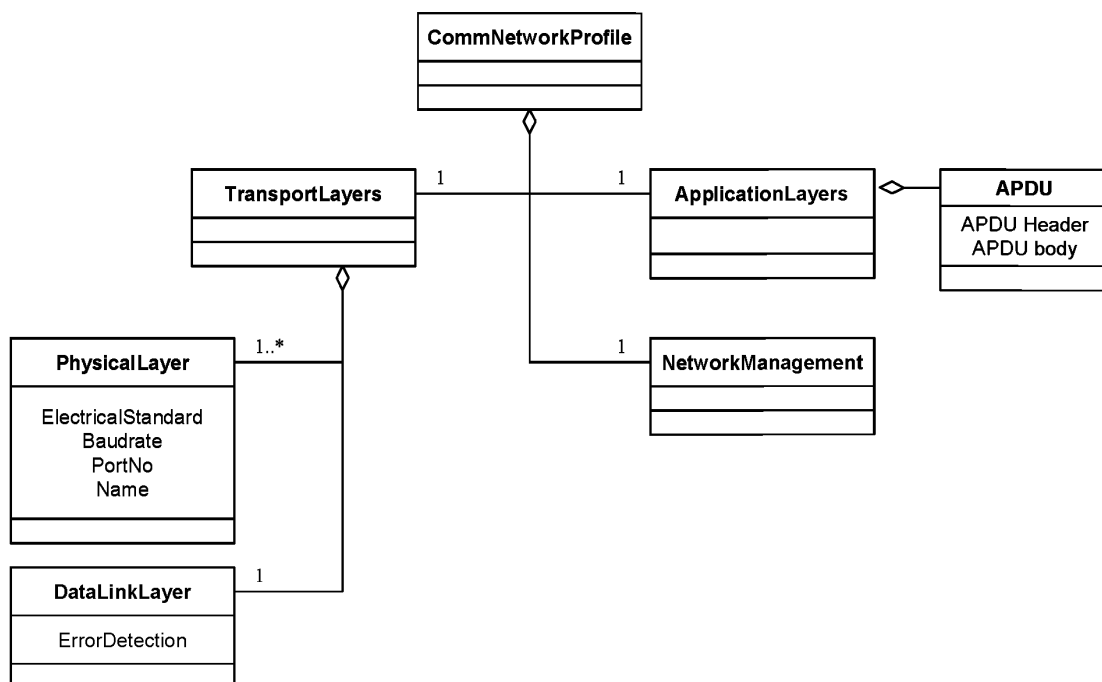 CommNetworkProfile
TransportLayers
1
1
ApplicationLayers
APDU
APDU Header
APDU body
PhysicalLayer
1..*
ElectricalStandard
Baudrate
PortNo
Name
1
NetworkManagement
DataLinkLayer
1
ErrorDetection